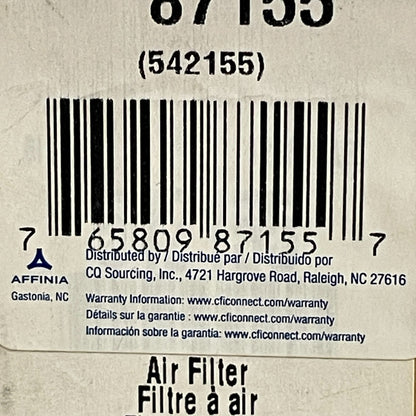 87155
(542155)
7 65809 87155 7
AFFINIA
Gastonia, NC
Distributed by / Distribué par / Distribuido por
CQ Sourcing, Inc., 4721 Hargrove Road, Raleigh, NC 27616
Warranty Information: www.cficonnect.com/warranty
Détails sur la garantie : www.cficonnect.com/warranty
Información sobre la garantía: www.cficonnect.com/warranty
Air Filter
Filtre à air